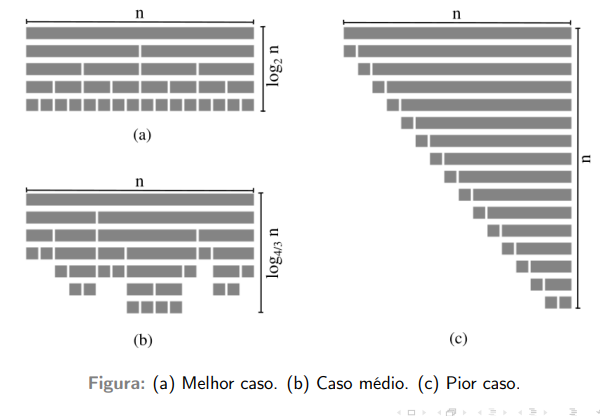 n
log₂ n
(a)
n
log₄/₃ n
(b)
n
n
(c)
Figura: (a) Melhor caso. (b) Caso médio. (c) Pior caso.